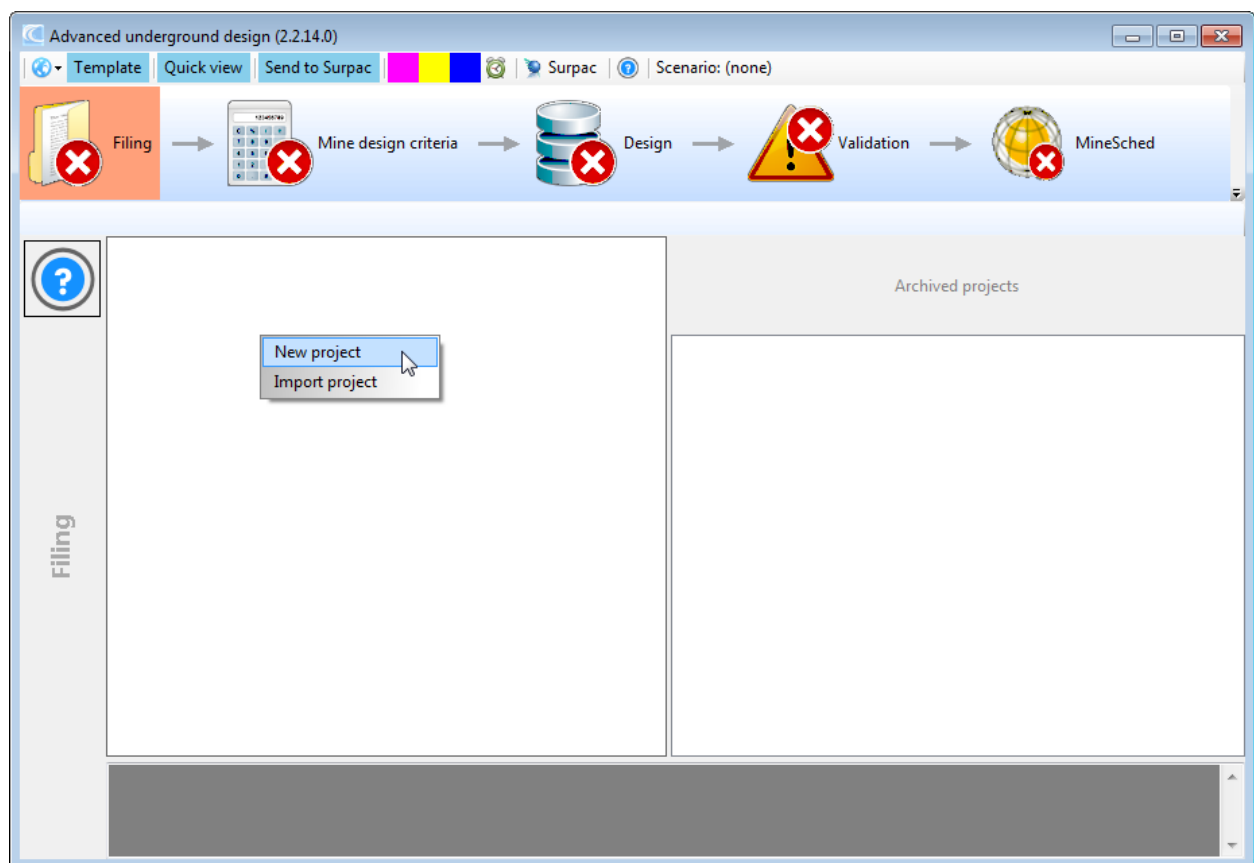 Advanced underground design (2.2.14.0)
Template Quick view Send to Surpac Surpac Scenario: (none)
Filing Mine design criteria Design Validation MineSched
Archived projects
New project
Import project
Filing